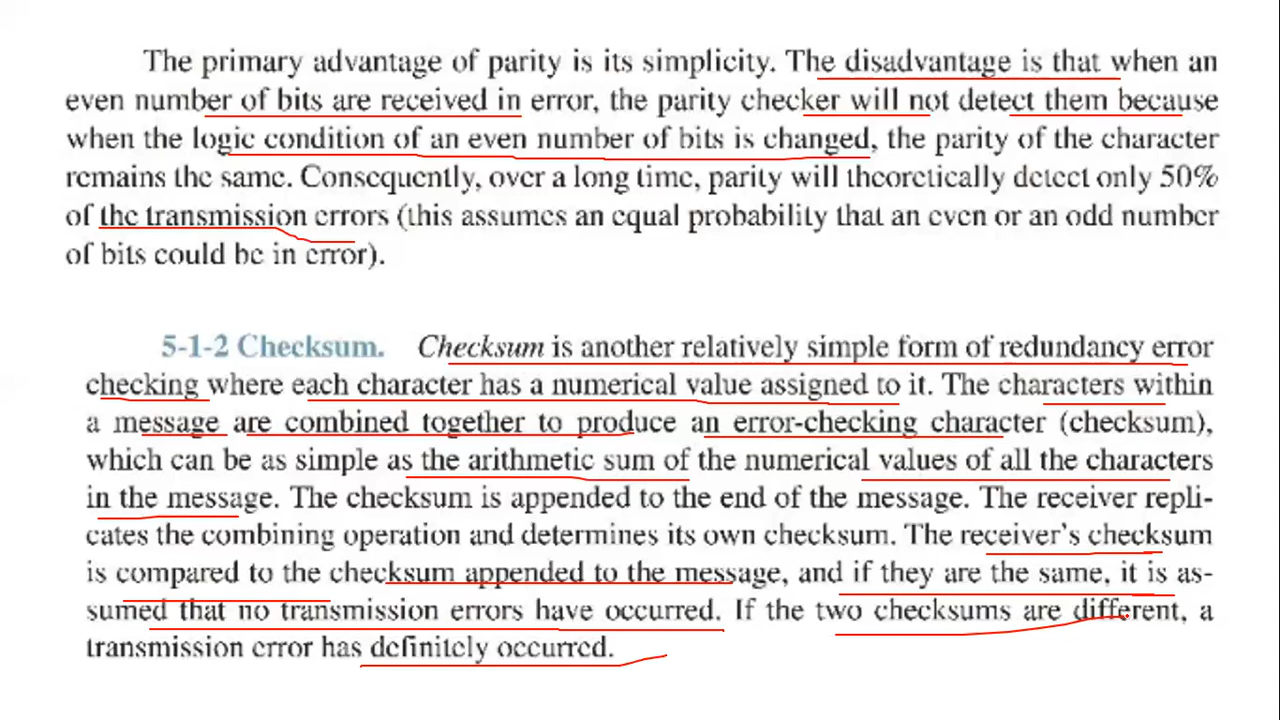 The primary advantage of parity is its simplicity. The disadvantage is that when an
even number of bits are received in error, the parity checker will not detect them because
when the logic condition of an even number of bits is changed, the parity of the character
remains the same. Consequently, over a long time, parity will theoretically detect only 50%
of the transmission errors (this assumes an equal probability that an even or an odd number
of bits could be in error).
5-1-2 Checksum. Checksum is another relatively simple form of redundancy error
checking where each character has a numerical value assigned to it. The characters within
a message are combined together to produce an error-checking character (checksum),
which can be as simple as the arithmetic sum of the numerical values of all the characters
in the message. The checksum is appended to the end of the message. The receiver repli-
cates the combining operation and determines its own checksum. The receiver's checksum
is compared to the checksum appended to the message, and if they are the same, it is as-
sumed that no transmission errors have occurred. If the two checksums are different, a
transmission error has definitely occurred.